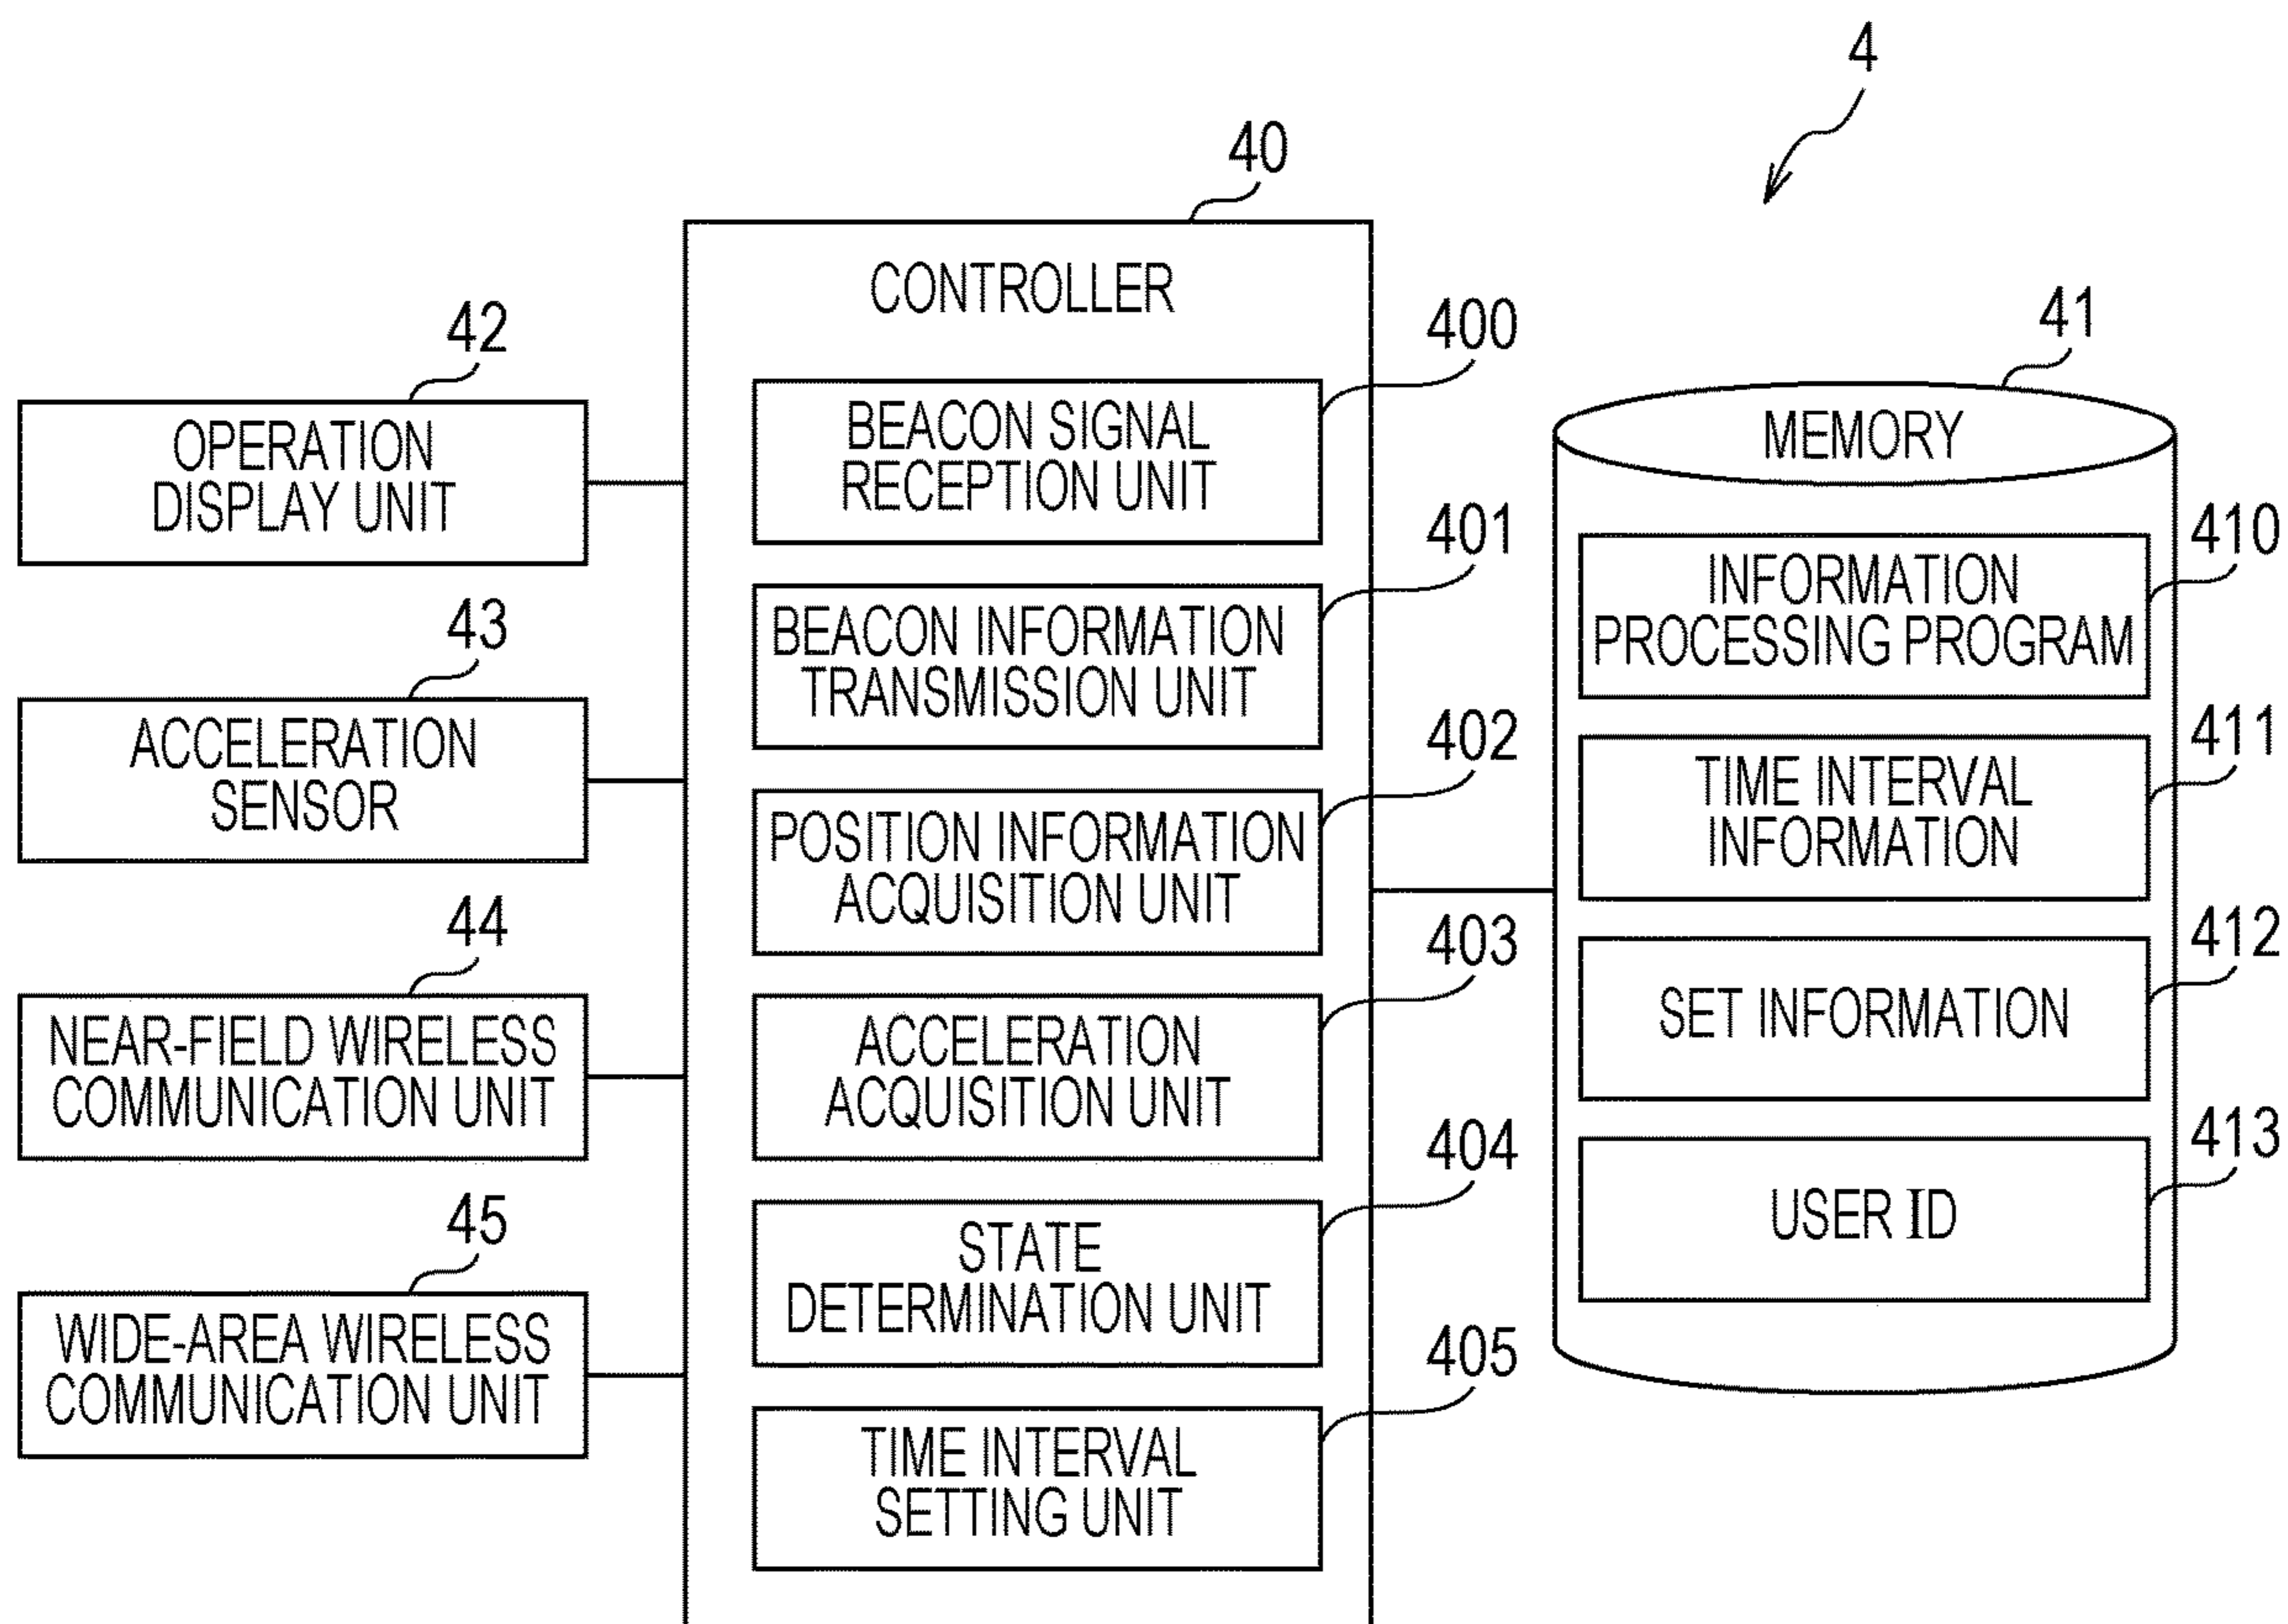 4
40
CONTROLLER
42
OPERATION
DISPLAY UNIT
43
ACCELERATION
SENSOR
44
NEAR-FIELD WIRELESS
COMMUNICATION UNIT
45
WIDE-AREA WIRELESS
COMMUNICATION UNIT
400
BEACON SIGNAL
RECEPTION UNIT
401
BEACON INFORMATION
TRANSMISSION UNIT
402
POSITION INFORMATION
ACQUISITION UNIT
403
ACCELERATION
ACQUISITION UNIT
404
STATE
DETERMINATION UNIT
405
TIME INTERVAL
SETTING UNIT
41
MEMORY
410
INFORMATION
PROCESSING PROGRAM
411
TIME INTERVAL
INFORMATION
412
SET INFORMATION
413
USER ID